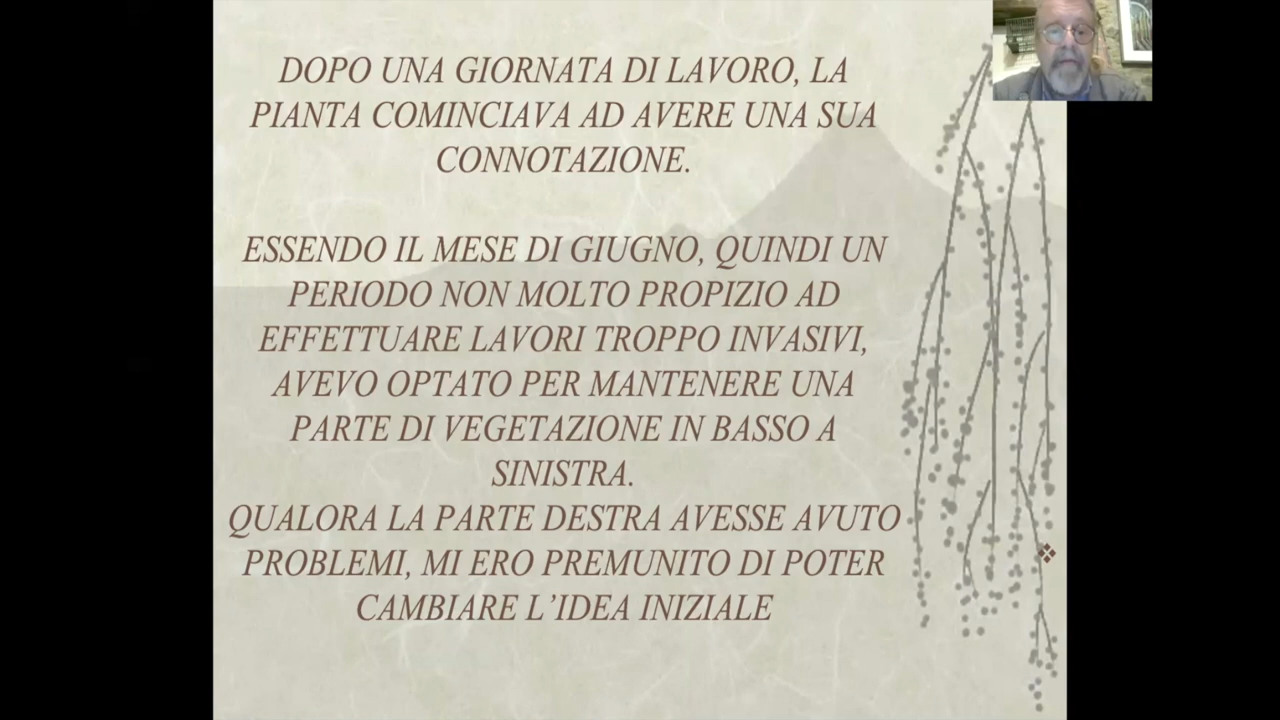 DOPO UNA GIORNATA DI LAVORO, LA
PIANTA COMINCIAVA AD AVERE UNA SUA
CONNOTAZIONE.
ESSENDO IL MESE DI GIUGNO, QUINDI UN
PERIODO NON MOLTO PROPIZIO AD
EFFETTUARE LAVORI TROPPO INVASIVI,
AVEVO OPTATO PER MANTENERE UNA
PARTE DI VEGETAZIONE IN BASSO A
SINISTRA.
QUALORA LA PARTE DESTRA AVESSE AVUTO
PROBLEMI, MI ERO PREMUNITO DI POTER
CAMBIARE L’IDEA INIZIALE